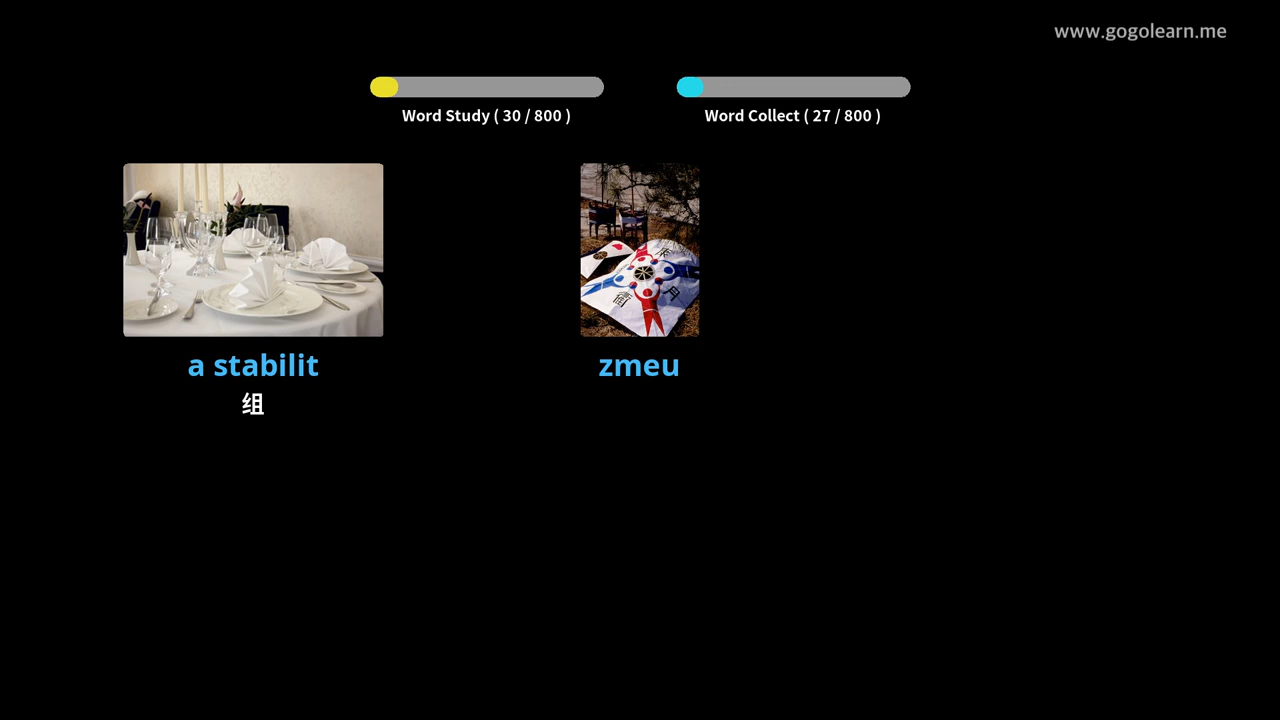 www.gogolearn.me
Word Study ( 30 / 800 )
Word Collect ( 27 / 800 )
a stabilit
组
zmeu